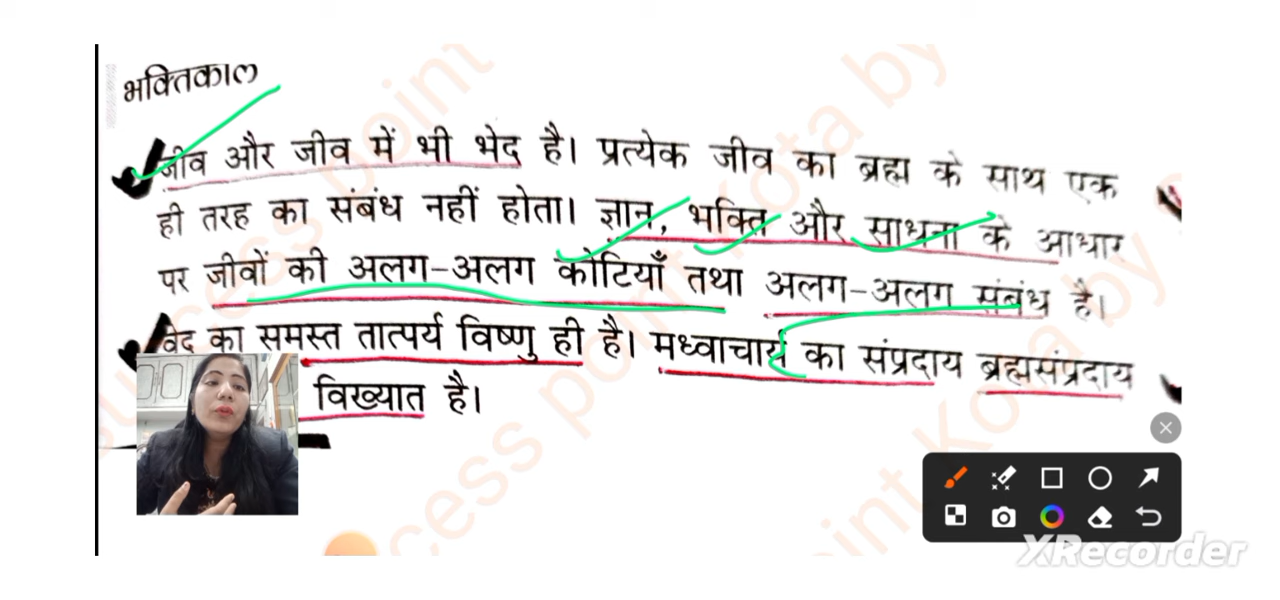 भक्तिकाल
जीव और जीव में भी भेद है। प्रत्येक जीव का ब्रह्म के साथ एक
ही तरह का संबंध नहीं होता। ज्ञान, भक्ति और साधना के आधार
पर जीवों की अलग-अलग कोटियाँ तथा अलग-अलग संबंध है।
वेद का समस्त तात्पर्य विष्णु ही है। मध्वाचार्य का संप्रदाय ब्रह्मसंप्रदाय
विख्यात है।
XRecorder